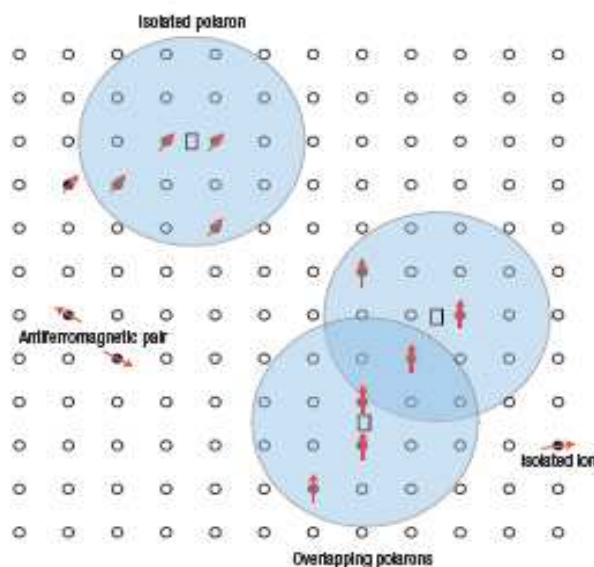 Isolated polaron
Antiferromagnetic pair
Isolated ion
Overlapping polarons